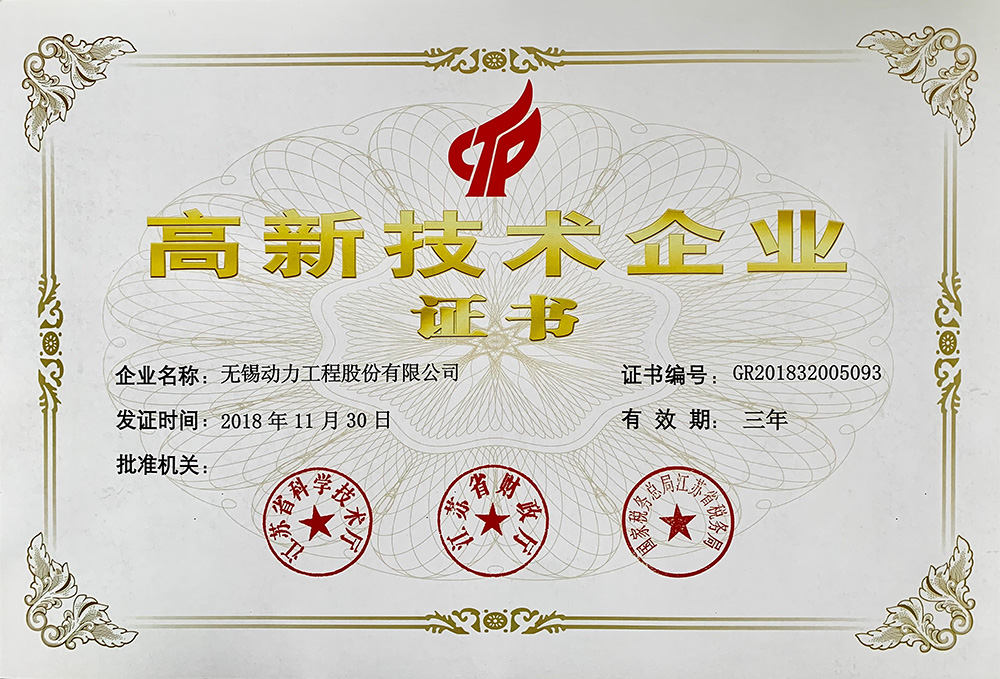 CTP
高新技术企业
证书
企业名称：无锡动力工程股份有限公司
证书编号：GR201832005093
发证时间：2018年11月30日
有效期：三年
批准机关：
江苏省科学技术厅
江苏省财政厅
国家税务总局江苏省税务局